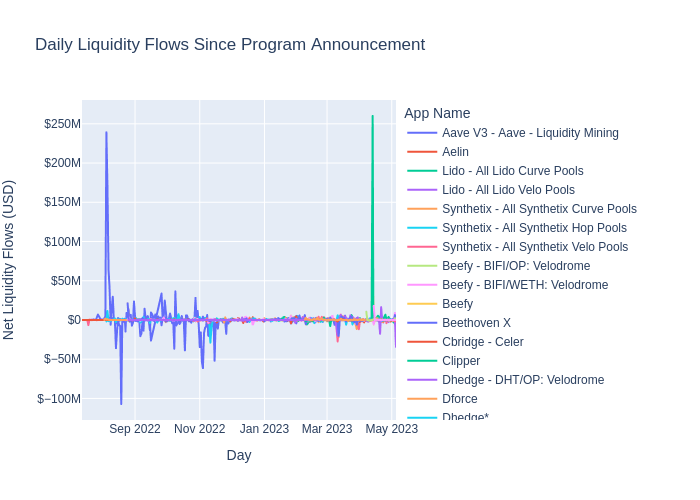 Daily Liquidity Flows Since Program Announcement
Net Liquidity Flows (USD)
$250M
$200M
$150M
$100M
$50M
$0
$−50M
$−100M
Sep 2022
Nov 2022
Jan 2023
Mar 2023
May 2023
Day
App Name
Aave V3 - Aave - Liquidity Mining
Aelin
Lido - All Lido Curve Pools
Lido - All Lido Velo Pools
Synthetix - All Synthetix Curve Pools
Synthetix - All Synthetix Hop Pools
Synthetix - All Synthetix Velo Pools
Beefy - BIFI/OP: Velodrome
Beefy - BIFI/WETH: Velodrome
Beefy
Beethoven X
Cbridge - Celer
Clipper
Dhedge - DHT/OP: Velodrome
Dforce
Dhedge*